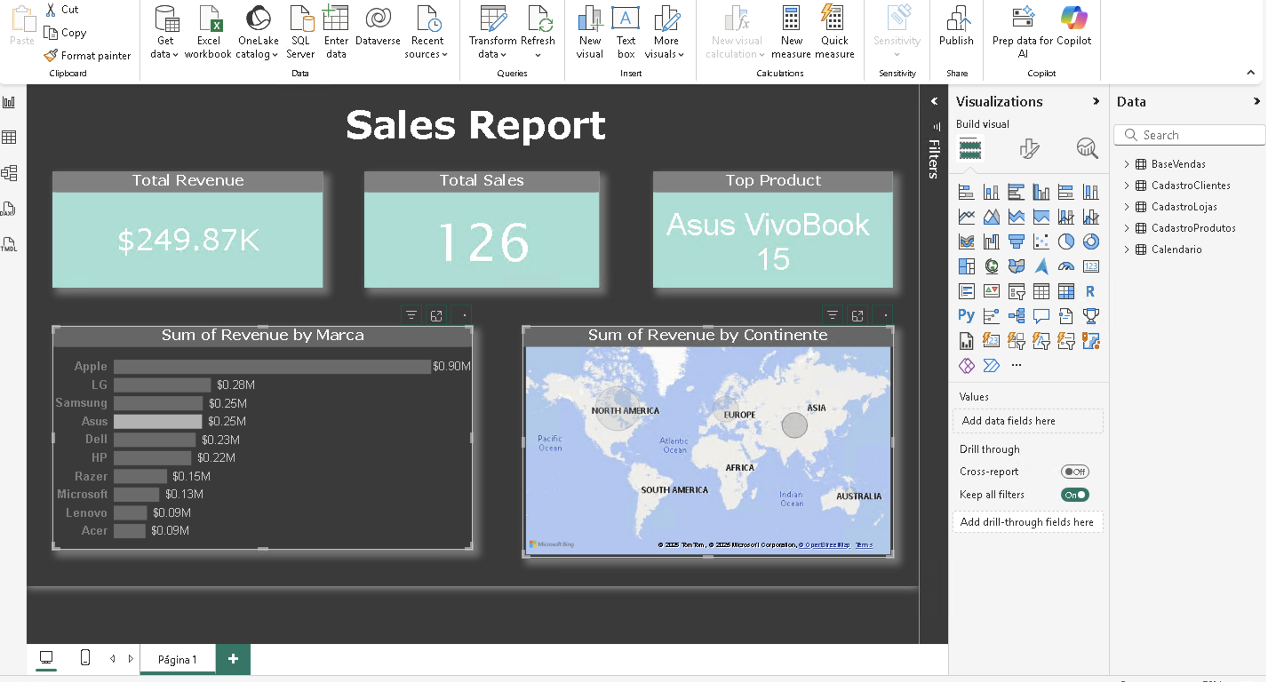 Paste
Cut
Copy
Format painter
Clipboard
Get data
Excel workbook
OneLake catalog
SQL Server
Enter data
Dataverse
Recent sources
Data
Transform data
Refresh
Queries
New visual
Text box
More visuals
Insert
New visual calculation
New measure
Quick measure
Calculations
Sensitivity
Sensitivity
Publish
Share
Prep data for AI
Copilot
Copilot
Sales Report
Total Revenue
$249.87K
Total Sales
126
Top Product
Asus VivoBook
15
Sum of Revenue by Marca
Apple $0.90M
LG $0.28M
Samsung $0.25M
Asus $0.25M
Dell $0.23M
HP $0.22M
Razer $0.15M
Microsoft $0.13M
Lenovo $0.09M
Acer $0.09M
Sum of Revenue by Continente
NORTH AMERICA
EUROPE
ASIA
Pacific Ocean
Atlantic Ocean
AFRICA
SOUTH AMERICA
Indian Ocean
AUSTRALIA
Microsoft Bing
© 2025 TomTom, © 2025 Microsoft Corporation, © OpenStreetMap Terms
Filters
Visualizations
Build visual
123
R
Py
Values
Add data fields here
Drill through
Cross-report
Off
Keep all filters
On
Add drill-through fields here
Data
Search
BaseVendas
CadastroClientes
CadastroLojas
CadastroProdutos
Calendario
DAX
TMDL
Página 1